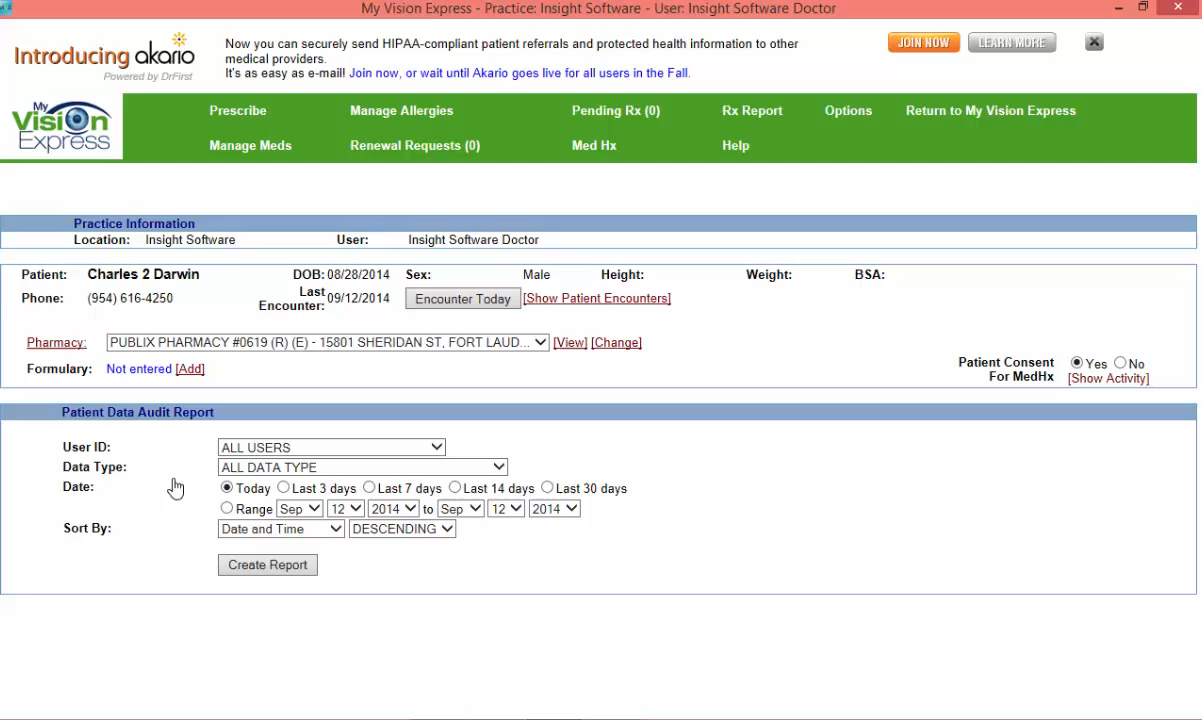 My Vision Express - Practice: Insight Software - User: Insight Software Doctor
Introducing akario
Powered by DrFirst
Now you can securely send HIPAA-compliant patient referrals and protected health information to other
medical providers.
It's as easy as e-mail! Join now, or wait until Akario goes live for all users in the Fall.
JOIN NOW LEARN MORE
My
Vision
Express
Prescribe Manage Allergies Pending Rx (0) Rx Report Options Return to My Vision Express
Manage Meds Renewal Requests (0) Med Hx Help
Practice Information
Location: Insight Software User: Insight Software Doctor
Patient: Charles 2 Darwin DOB: 08/28/2014 Sex: Male Height: Weight: BSA:
Phone: (954) 616-4250 Last Encounter: 09/12/2014 Encounter Today [Show Patient Encounters]
Pharmacy: PUBLIX PHARMACY #0619 (R) (E) - 15801 SHERIDAN ST, FORT LAUD... [View] [Change]
Formulary: Not entered [Add]
Patient Consent Yes No
For MedHx [Show Activity]
Patient Data Audit Report
User ID: ALL USERS
Data Type: ALL DATA TYPE
Date: Today Last 3 days Last 7 days Last 14 days Last 30 days
Range Sep 12 2014 to Sep 12 2014
Sort By: Date and Time DESCENDING
Create Report